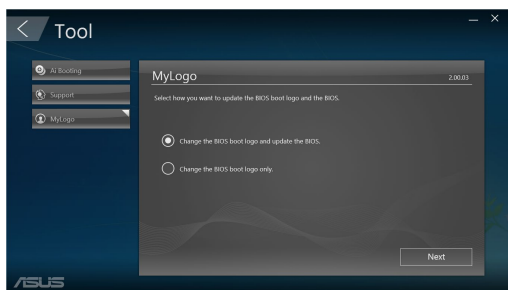 Tool
Ai Booting
Support
MyLogo
MyLogo
2.00.03
Select how you want to update the BIOS boot logo and the BIOS.
Change the BIOS boot logo and update the BIOS.
Change the BIOS boot logo only.
Next
ASUS